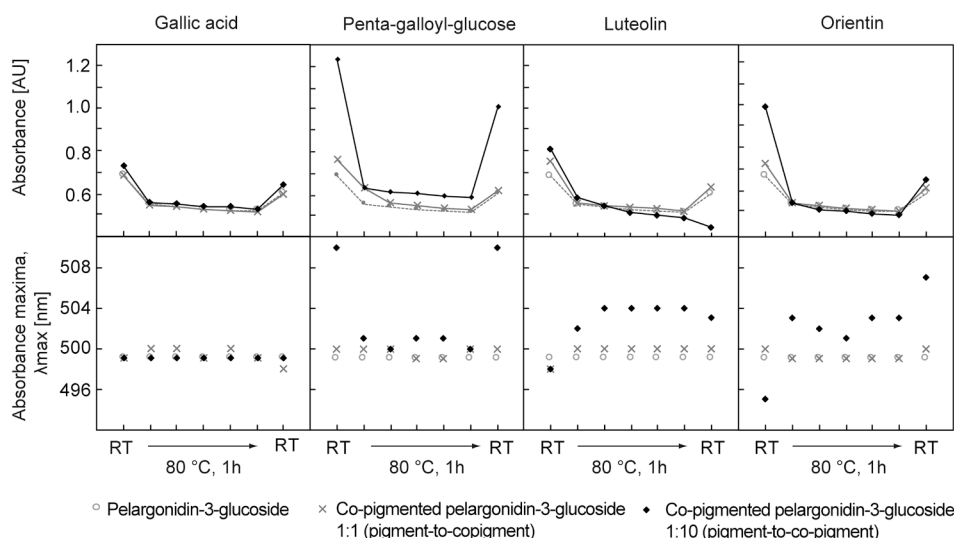 Gallic acid
Penta-galloyl-glucose
Luteolin
Orientin
Absorbance [AU]
1.2
1.0
0.8
0.6
Absorbance maxima,
λmax [nm]
508
504
500
496
RT
RT
RT
RT
RT
RT
RT
RT
80 °C, 1h
80 °C, 1h
80 °C, 1h
80 °C, 1h
Pelargonidin-3-glucoside
Co-pigmented pelargonidin-3-glucoside
1:1 (pigment-to-copigment)
Co-pigmented pelargonidin-3-glucoside
1:10 (pigment-to-co-pigment)